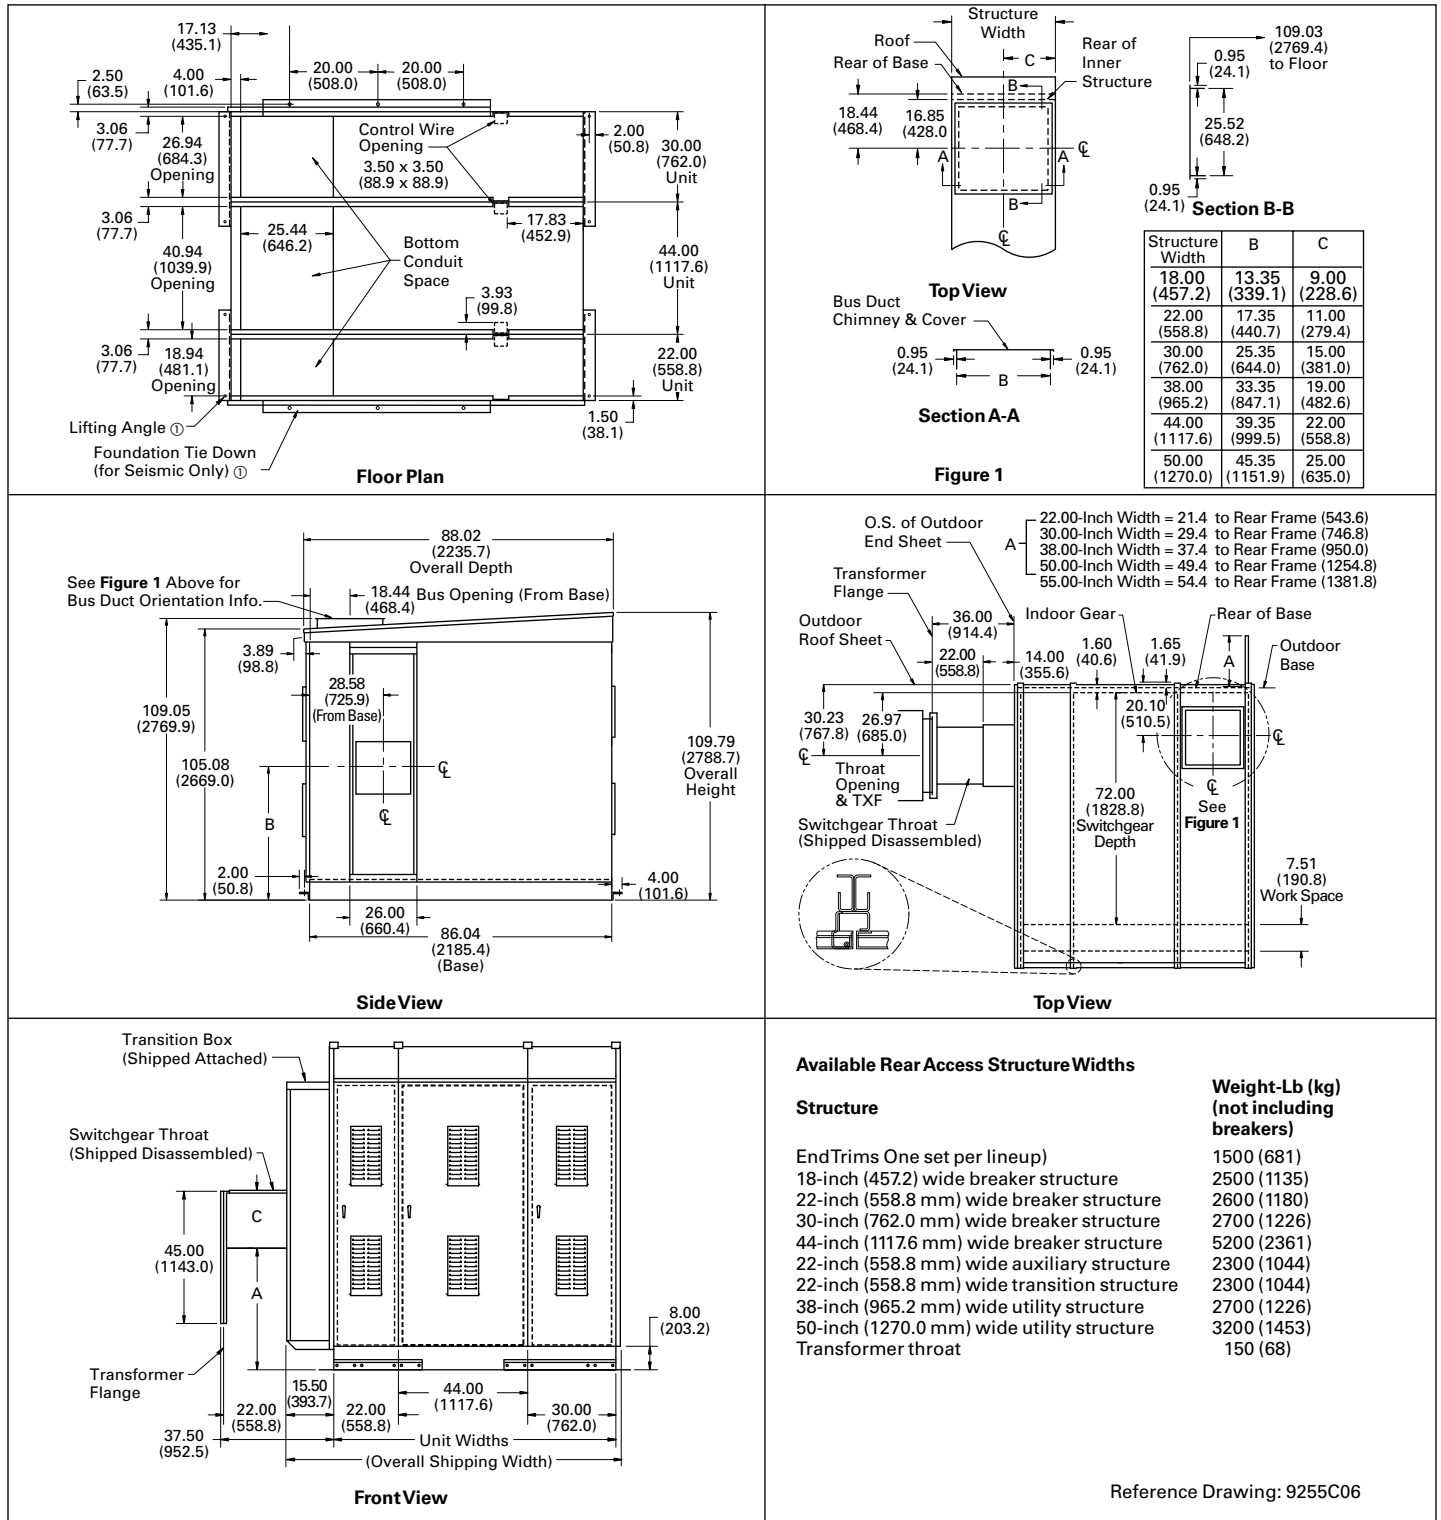 17.13
(435.1)
2.50
(63.5)
4.00
(101.6)
20.00
(508.0)
20.00
(508.0)
3.06
(77.7)
26.94
(684.3)
Opening
Control Wire
Opening
3.50 x 3.50
(88.9 x 88.9)
2.00
(50.8)
30.00
(762.0)
Unit
3.06
(77.7)
25.44
(646.2)
17.83
(452.9)
40.94
(1039.9)
Opening
Bottom
Conduit
Space
44.00
(1117.6)
Unit
3.93
(99.8)
3.06
(77.7)
18.94
(481.1)
Opening
22.00
(558.8)
Unit
1.50
(38.1)
Lifting Angle ①
Foundation Tie Down
(for Seismic Only) ①
Floor Plan
Structure
Width
Roof
Rear of Base
C
Rear of
Inner
Structure
B
18.44
(468.4)
16.85
(428.0
A
A
℄
B
℄
Top View
109.03
(2769.4)
to Floor
0.95
(24.1)
25.52
(648.2)
0.95
(24.1)
Section B-B
Bus Duct
Chimney & Cover
0.95
(24.1)
B
0.95
(24.1)
Section A-A
Figure 1
Structure Width B C
18.00 (457.2) 13.35 (339.1) 9.00 (228.6)
22.00 (558.8) 17.35 (440.7) 11.00 (279.4)
30.00 (762.0) 25.35 (644.0) 15.00 (381.0)
38.00 (965.2) 33.35 (847.1) 19.00 (482.6)
44.00 (1117.6) 39.35 (999.5) 22.00 (558.8)
50.00 (1270.0) 45.35 (1151.9) 25.00 (635.0)
88.02
(2235.7)
Overall Depth
See Figure 1 Above for
Bus Duct Orientation Info.
18.44
(468.4)
Bus Opening (From Base)
3.89
(98.8)
28.58
(725.9)
(From Base)
109.05
(2769.9)
105.08
(2669.0)
℄
℄
109.79
(2788.7)
Overall
Height
B
2.00
(50.8)
4.00
(101.6)
26.00
(660.4)
86.04
(2185.4)
(Base)
Side View
O.S. of Outdoor
End Sheet
A
22.00-Inch Width = 21.4 to Rear Frame (543.6)
30.00-Inch Width = 29.4 to Rear Frame (746.8)
38.00-Inch Width = 37.4 to Rear Frame (950.0)
50.00-Inch Width = 49.4 to Rear Frame (1254.8)
55.00-Inch Width = 54.4 to Rear Frame (1381.8)
Transformer
Flange
36.00
(914.4)
Indoor Gear
Rear of Base
Outdoor
Roof Sheet
22.00
(558.8)
14.00
(355.6)
1.60
(40.6)
1.65
(41.9)
A
Outdoor
Base
30.23
(767.8)
26.97
(685.0)
20.10
(510.5)
℄
℄
Throat
Opening
& TXF
72.00
(1828.8)
Switchgear
Depth
℄
See
Figure 1
Switchgear Throat
(Shipped Disassembled)
7.51
(190.8)
Work Space
Top View
Transition Box
(Shipped Attached)
Switchgear Throat
(Shipped Disassembled)
C
45.00
(1143.0)
A
8.00
(203.2)
Transformer
Flange
15.50
(393.7)
44.00
(1117.6)
22.00
(558.8)
22.00
(558.8)
30.00
(762.0)
37.50
(952.5)
Unit Widths
(Overall Shipping Width)
Front View
Available Rear Access Structure Widths
Structure
Weight-Lb (kg)
(not including
breakers)
End Trims One set per lineup) 1500 (681)
18-inch (457.2) wide breaker structure 2500 (1135)
22-inch (558.8 mm) wide breaker structure 2600 (1180)
30-inch (762.0 mm) wide breaker structure 2700 (1226)
44-inch (1117.6 mm) wide breaker structure 5200 (2361)
22-inch (558.8 mm) wide auxiliary structure 2300 (1044)
22-inch (558.8 mm) wide transition structure 2300 (1044)
38-inch (965.2 mm) wide utility structure 2700 (1226)
50-inch (1270.0 mm) wide utility structure 3200 (1453)
Transformer throat 150 (68)
Reference Drawing: 9255C06